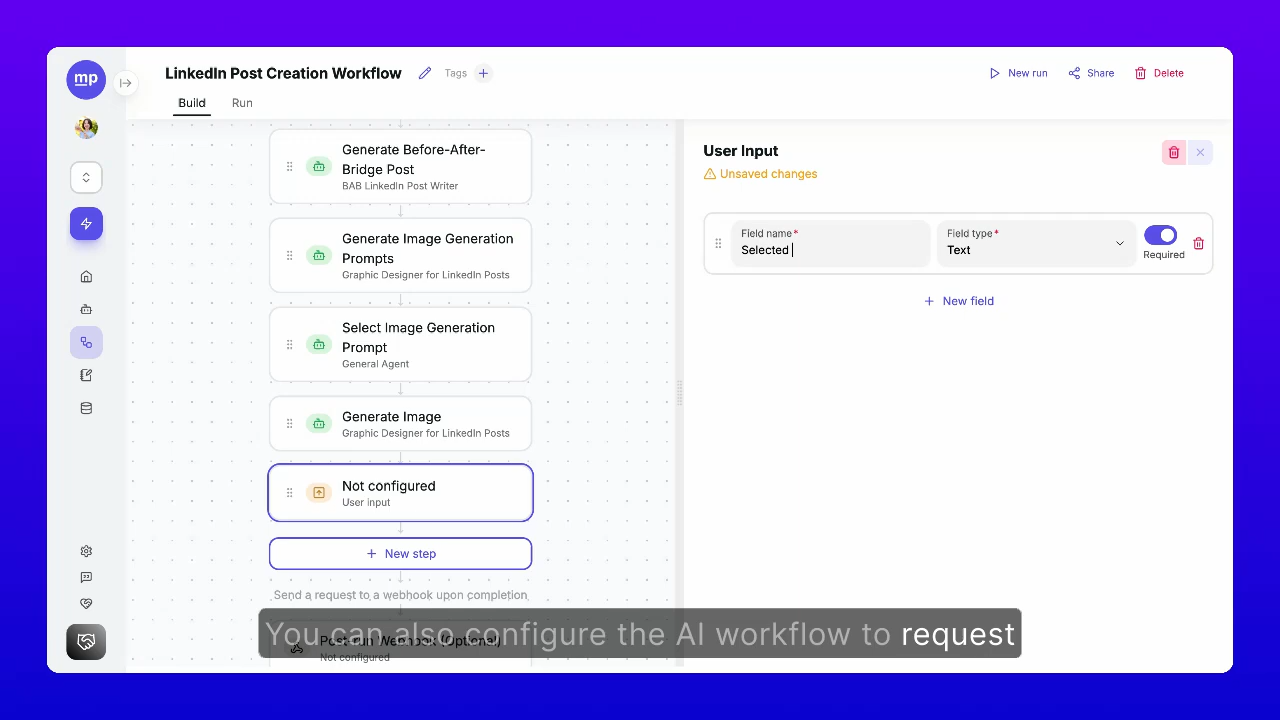 mp
LinkedIn Post Creation Workflow
Tags
New run
Share
Delete
Build
Run
Generate Before-After-
Bridge Post
BAB LinkedIn Post Writer
Generate Image Generation
Prompts
Graphic Designer for LinkedIn Posts
Select Image Generation
Prompt
General Agent
Generate Image
Graphic Designer for LinkedIn Posts
Not configured
User input
New step
Send a request to a webhook upon completion
Post-run Webhook (Optional)
Not configured
User Input
Unsaved changes
Field name*
Selected
Field type*
Text
Required
New field
You can also configure the AI workflow to request